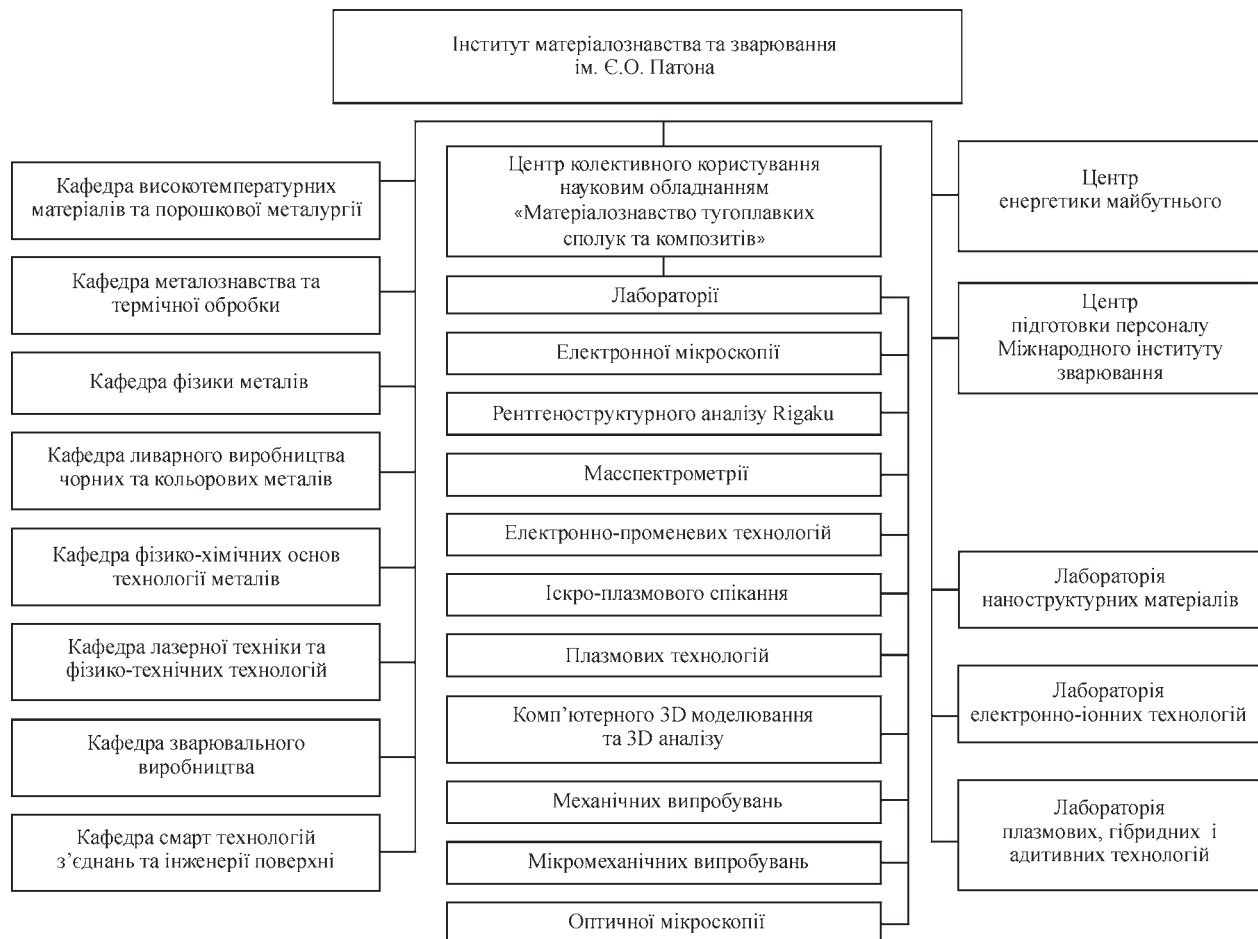 Інститут матеріалознавства та зварювання
ім. Є.О. Патона
Кафедра високотемпературних
матеріалів та порошкової металургії
Кафедра металознавства та
термічної обробки
Кафедра фізики металів
Кафедра ливарного виробництва
чорних та кольорових металів
Кафедра фізико-хімічних основ
технології металів
Кафедра лазерної техніки та
фізико-технічних технологій
Кафедра зварювального
виробництва
Кафедра смарт технологій
з’єднань та інженерії поверхні
Центр колективного користування
науковим обладнанням
«Матеріалознавство тугоплавких
сполук та композитів»
Лабораторії
Електронної мікроскопії
Рентгеноструктурного аналізу Rigaku
Масспектрометрії
Електронно-променевих технологій
Іскро-плазмового спікання
Плазмових технологій
Комп’ютерного 3D моделювання
та 3D аналізу
Механічних випробувань
Мікромеханічних випробувань
Оптичної мікроскопії
Центр
енергетики майбутнього
Центр
підготовки персоналу
Міжнародного інституту
зварювання
Лабораторія
наноструктурних матеріалів
Лабораторія
електронно-іонних технологій
Лабораторія
плазмових, гібридних і
адитивних технологій